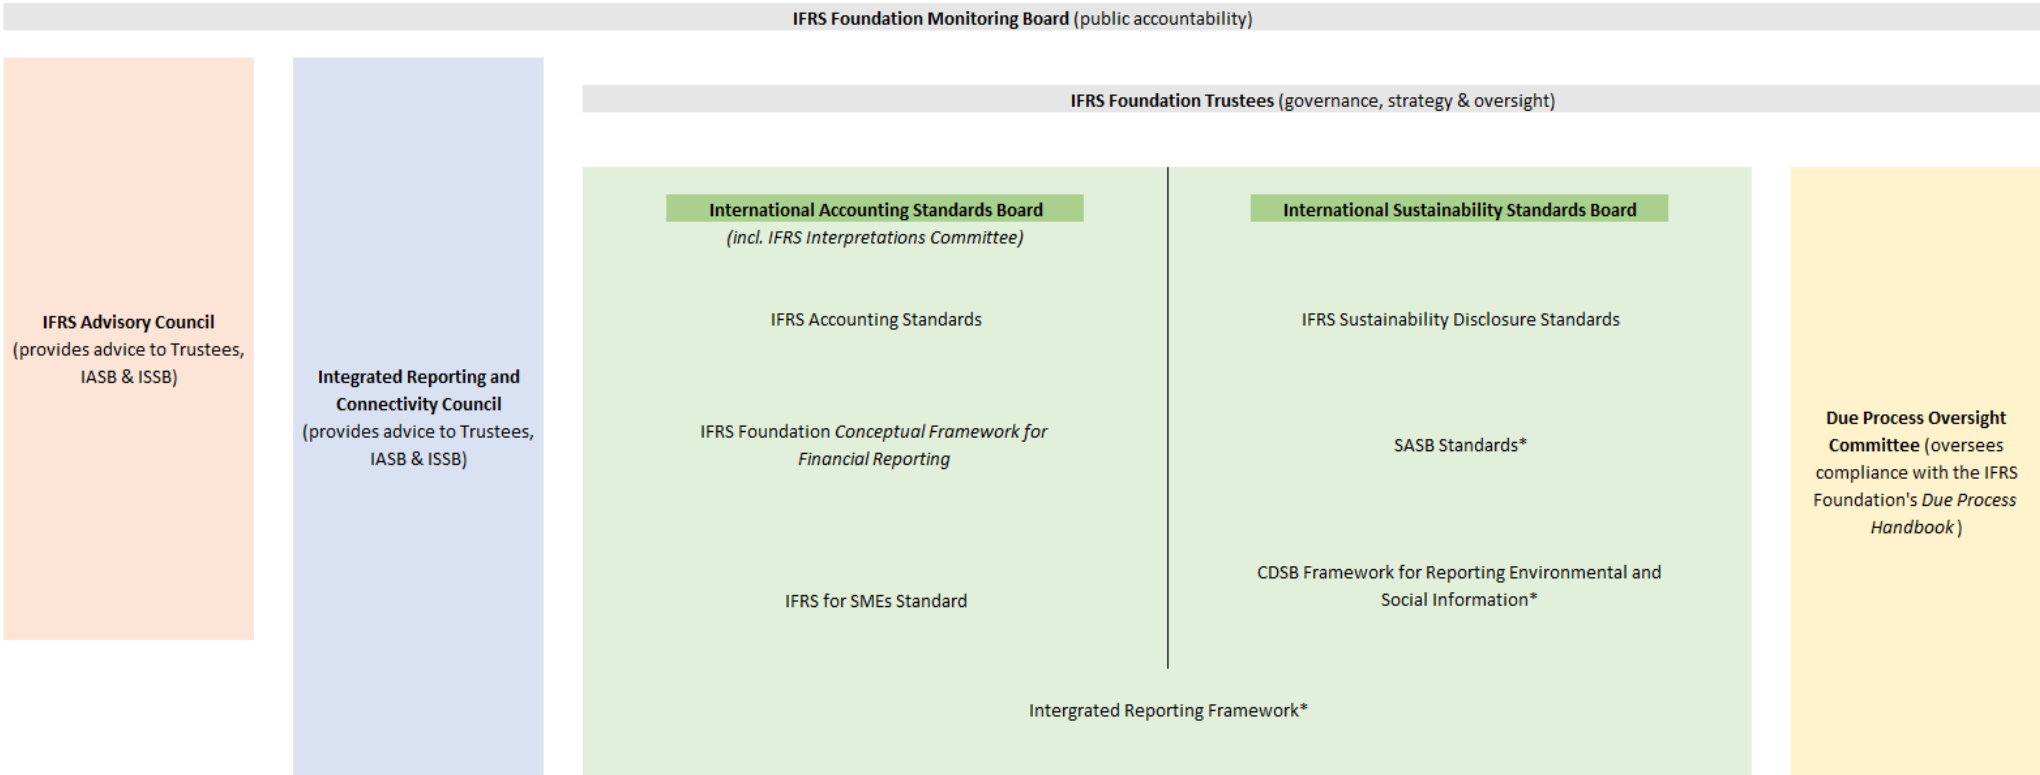 IFRS Foundation Monitoring Board (public accountability)
IFRS Advisory Council
(provides advice to Trustees,
IASB & ISSB)
Integrated Reporting and
Connectivity Council
(provides advice to Trustees,
IASB & ISSB)
IFRS Foundation Trustees (governance, strategy & oversight)
International Accounting Standards Board
(incl. IFRS Interpretations Committee)
IFRS Accounting Standards
IFRS Foundation Conceptual Framework for
Financial Reporting
IFRS for SMEs Standard
International Sustainability Standards Board
IFRS Sustainability Disclosure Standards
SASB Standards*
CDSB Framework for Reporting Environmental and
Social Information*
Intergrated Reporting Framework*
Due Process Oversight
Committee (oversees
compliance with the IFRS
Foundation's Due Process
Handbook)